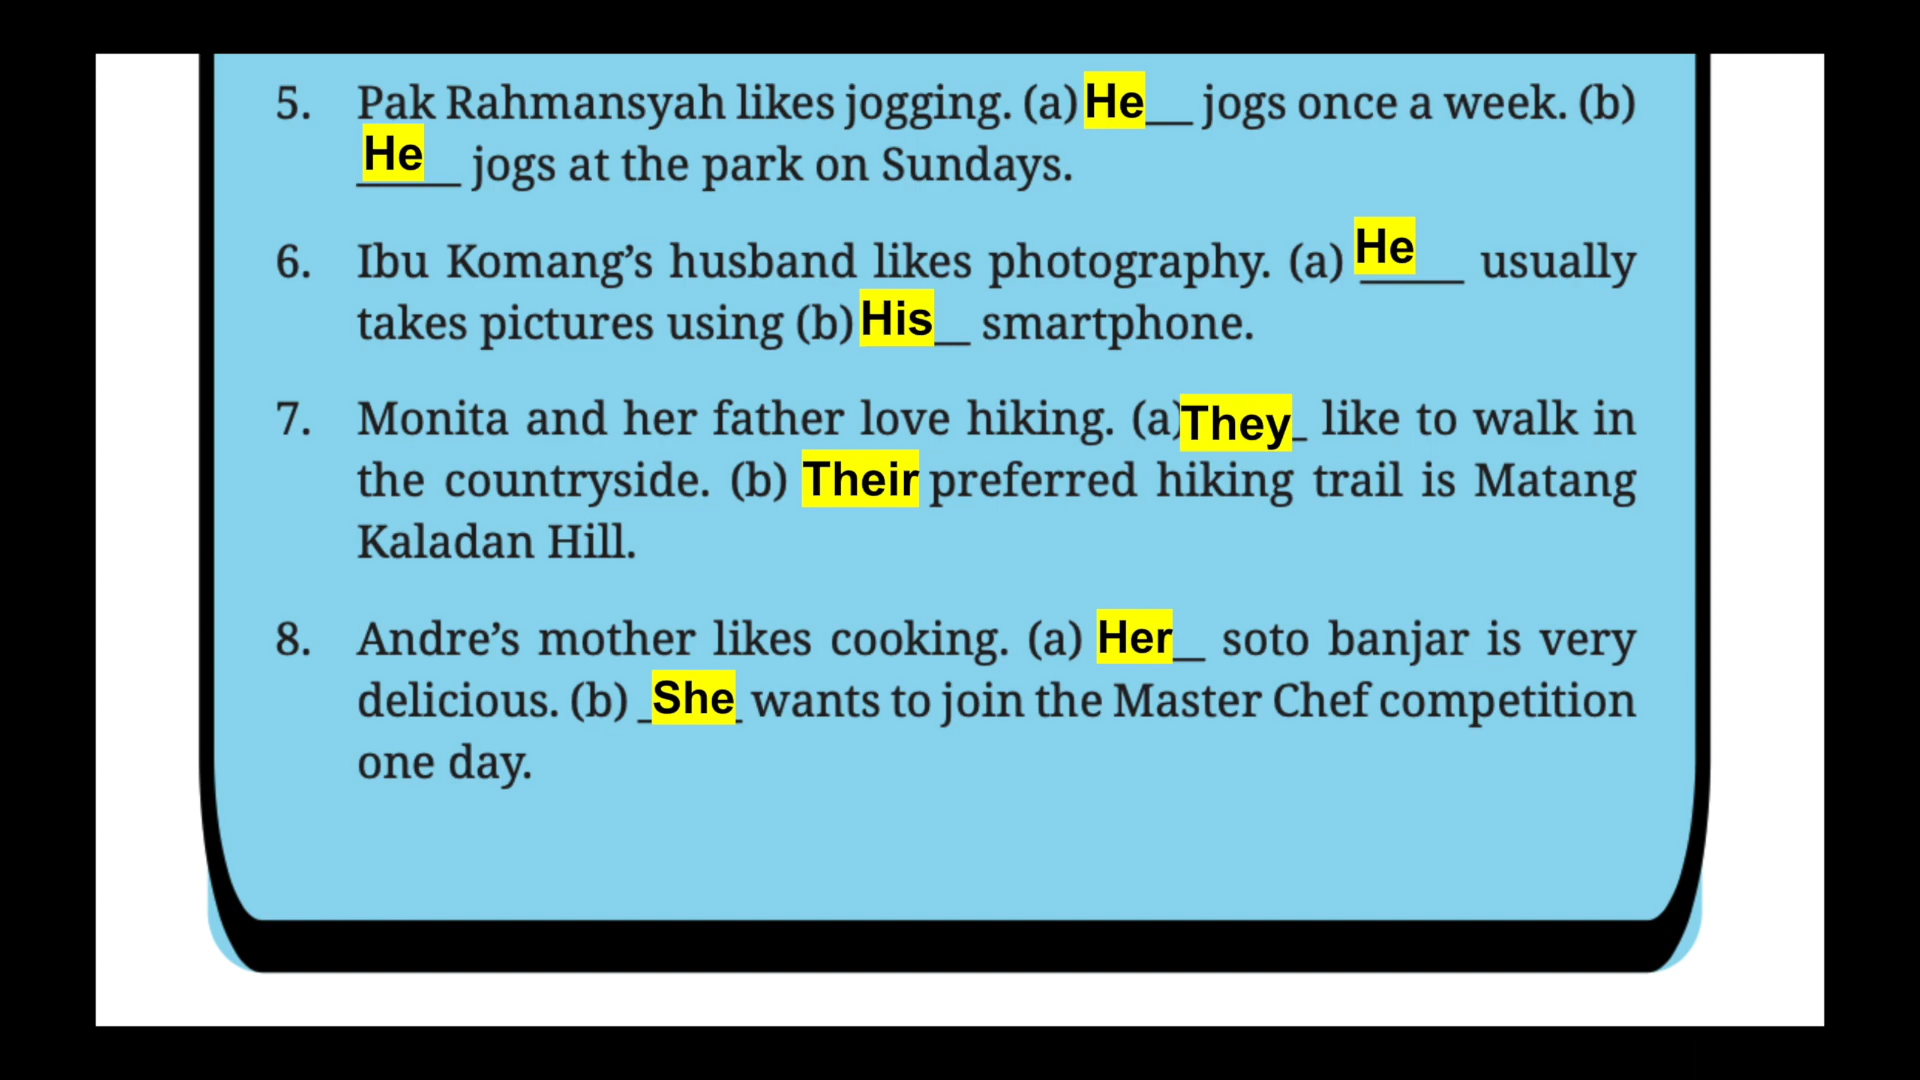 5. Pak Rahmansyah likes jogging. (a) He__ jogs once a week. (b)
He____ jogs at the park on Sundays.
6. Ibu Komang’s husband likes photography. (a) He____ usually
takes pictures using (b) His__ smartphone.
7. Monita and her father love hiking. (a) They_ like to walk in
the countryside. (b) Their preferred hiking trail is Matang
Kaladan Hill.
8. Andre’s mother likes cooking. (a) Her__ soto banjar is very
delicious. (b) _She_ wants to join the Master Chef competition
one day.